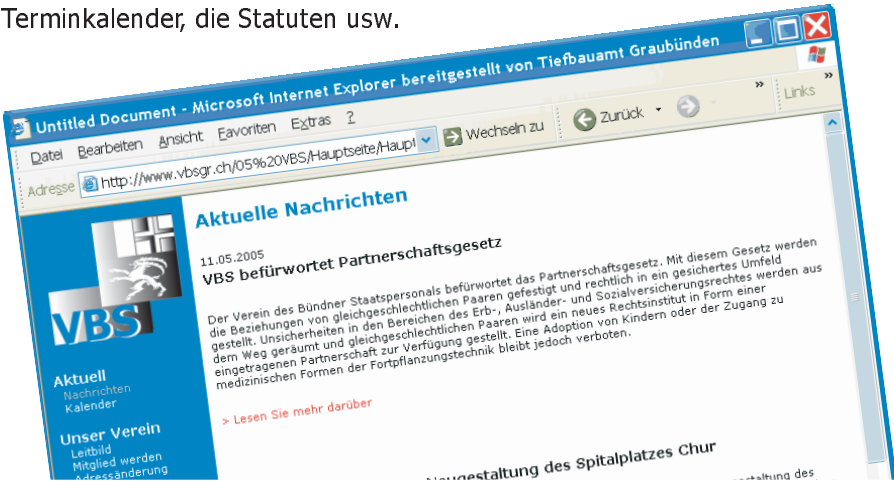 Terminkalender, die Statuten usw.
Untitled Document - Microsoft Internet Explorer bereitgestellt von Tiefbauamt Graubünden
Datei Bearbeiten Ansicht Favoriten Extras ?
Adresse http://www.vbsgr.ch/05%20VBS/Hauptseite/Haupt Wechseln zu Zurück » Links »
VBS
Aktuell
Nachrichten
Kalender
Unser Verein
Leitbild
Mitglied werden
Adressänderung
Aktuelle Nachrichten
11.05.2005
VBS befürwortet Partnerschaftsgesetz
Der Verein des Bündner Staatspersonals befürwortet das Partnerschaftsgesetz. Mit diesem Gesetz werden
die Beziehungen von gleichgeschlechtlichen Paaren gefestigt und rechtlich in ein gesichertes Umfeld
gestellt. Unsicherheiten in den Bereichen des Erb-, Ausländer- und Sozialversicherungsrechtes werden aus
dem Weg geräumt und gleichgeschlechtlichen Paaren wird ein neues Rechtsinstitut in Form einer
eingetragenen Partnerschaft zur Verfügung gestellt. Eine Adoption von Kindern oder der Zugang zu
medizinischen Formen der Fortpflanzungstechnik bleibt jedoch verboten.
> Lesen Sie mehr darüber
Neugestaltung des Spitalplatzes Chur
staltung des